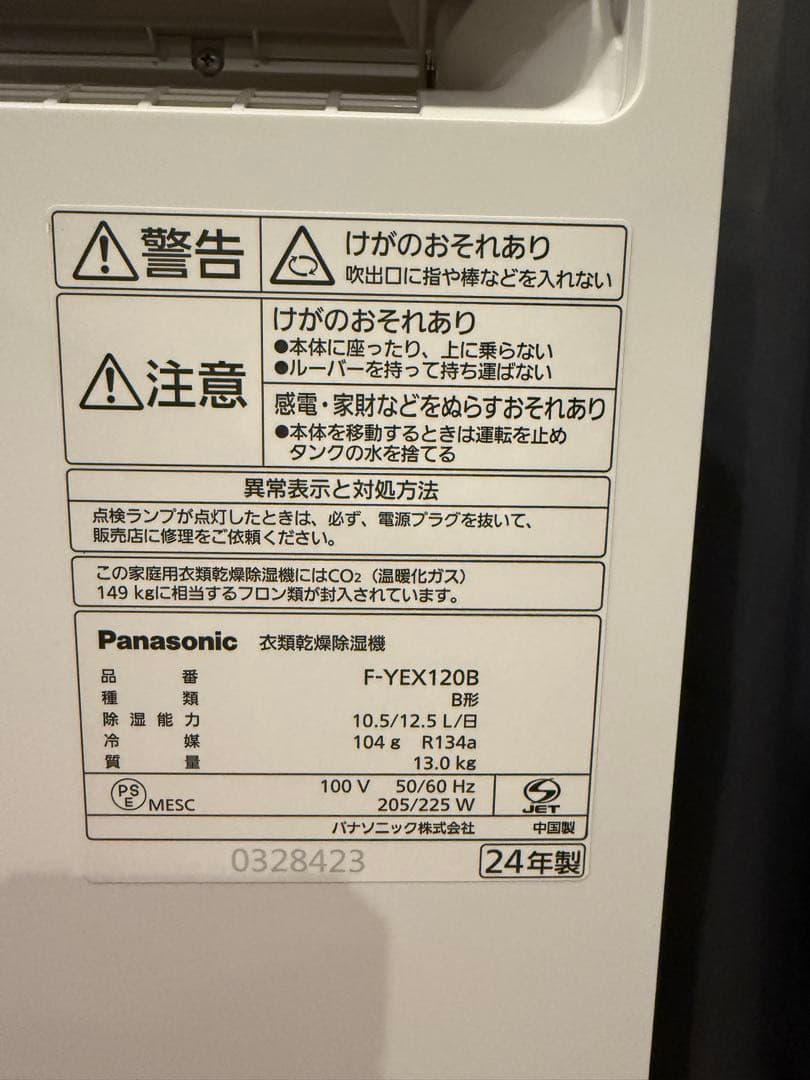 警告
けがのおそれあり
吹出口に指や棒などを入れない
注意
けがのおそれあり
●本体に座ったり、上に乗らない
●ルーバーを持って持ち運ばない
感電・家財などをぬらすおそれあり
●本体を移動するときは運転を止め
タンクの水を捨てる
異常表示と対処方法
点検ランプが点灯したときは、必ず、電源プラグを抜いて、
販売店に修理をご依頼ください。
この家庭用衣類乾燥除湿機にはCO₂（温暖化ガス）
149 kgに相当するフロン類が封入されています。
Panasonic 衣類乾燥除湿機
品番 F-YEX120B
種類 B形
除湿能力 10.5/12.5 L/日
冷媒 104 g R134a
質量 13.0 kg
PS
E MESC
100 V 50/60 Hz
205/225 W
JET
パナソニック株式会社 中国製
0328423 24年製